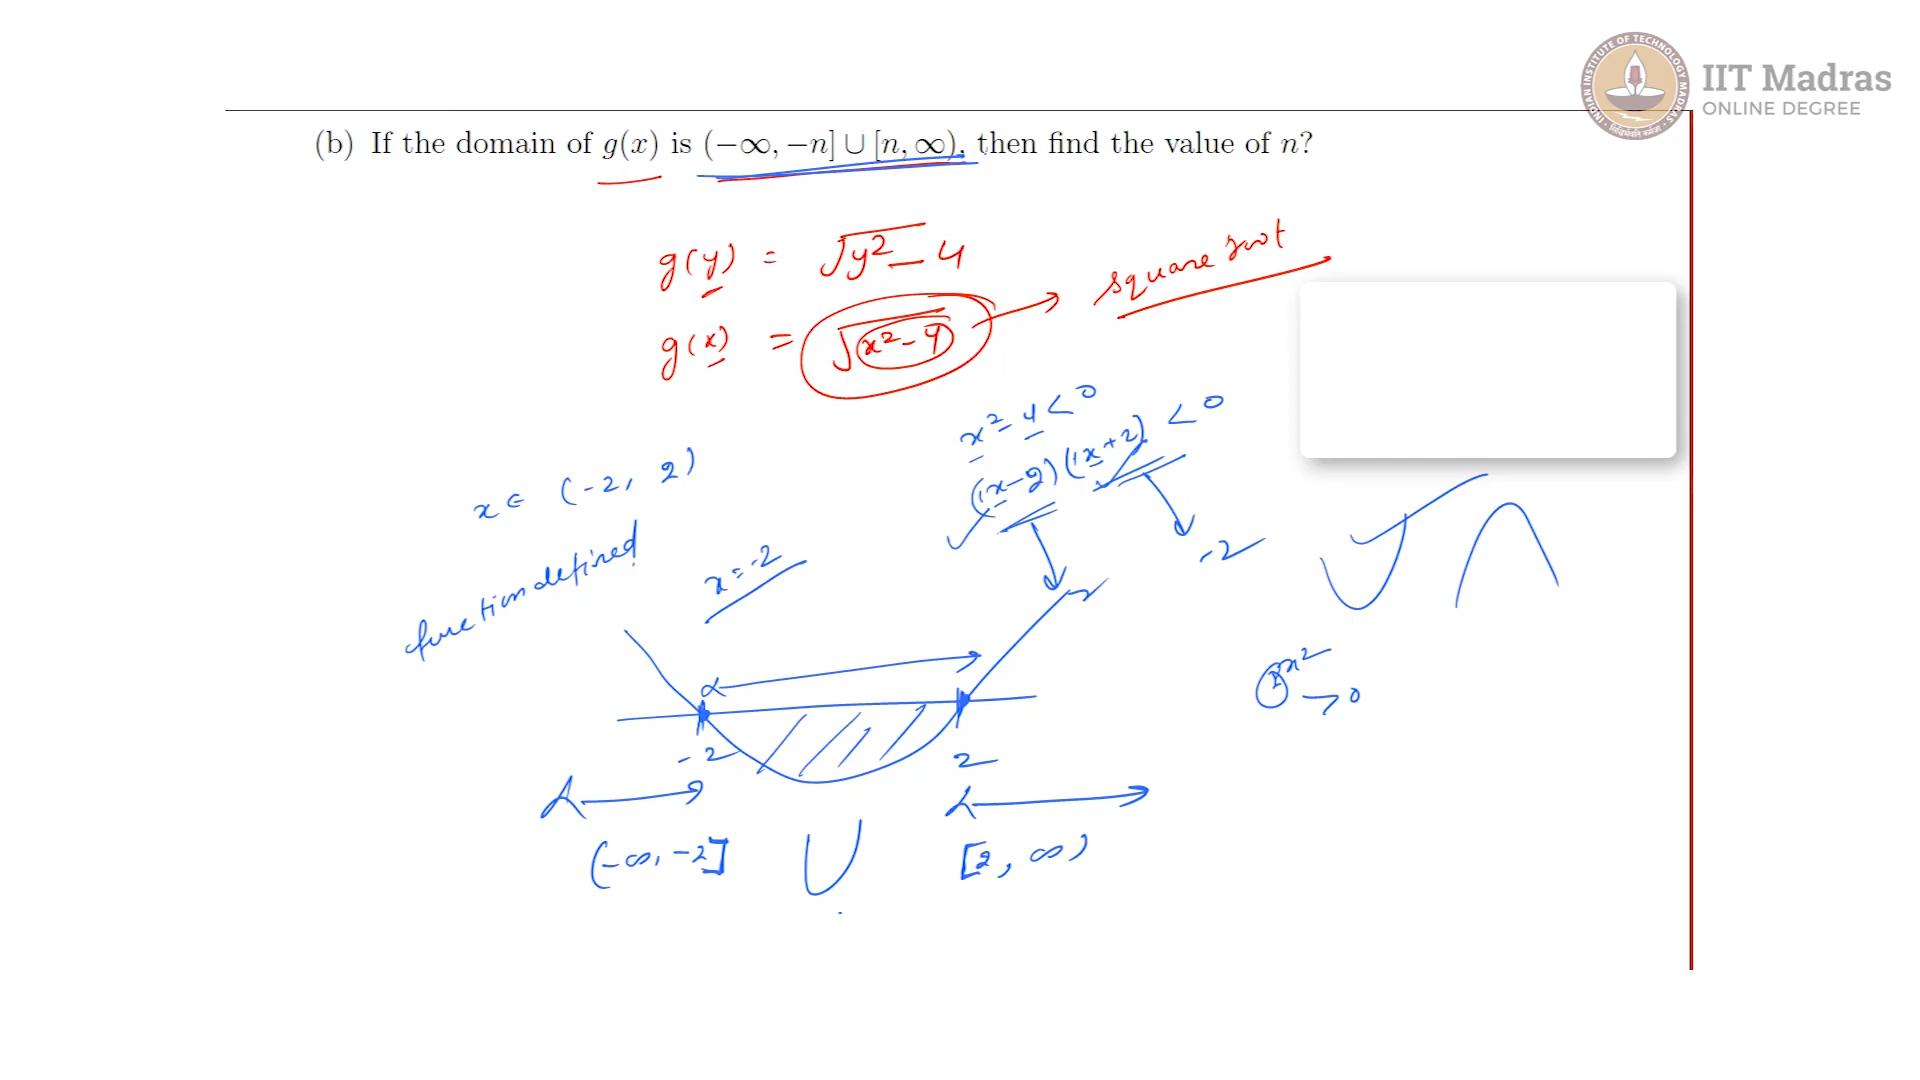 IIT Madras
ONLINE DEGREE
(b) If the domain of g(x) is (−∞, −n] ∪ [n, ∞), then find the value of n?
g(y) = √y² − 4
g(x) = √(x² − 4) → square root
x² − 4 < 0
(x−2)(x+2) < 0
x ∈ (−2, 2)
function defined
x = −2
−2
2
−2
2
x² > 0
(−∞, −2] ∪ [2, ∞)